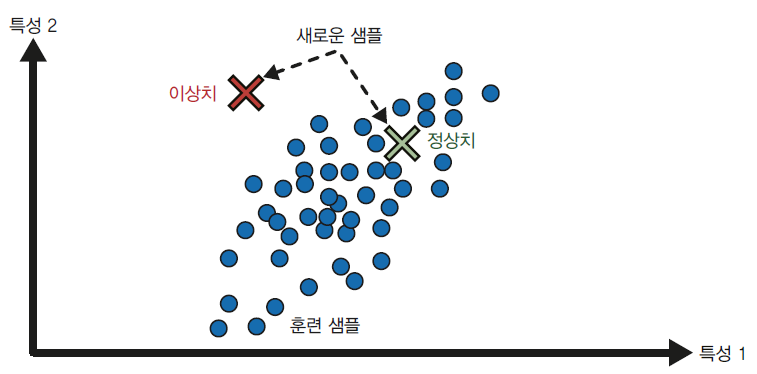 특성 2
새로운 샘플
이상치
정상치
훈련 샘플
특성 1